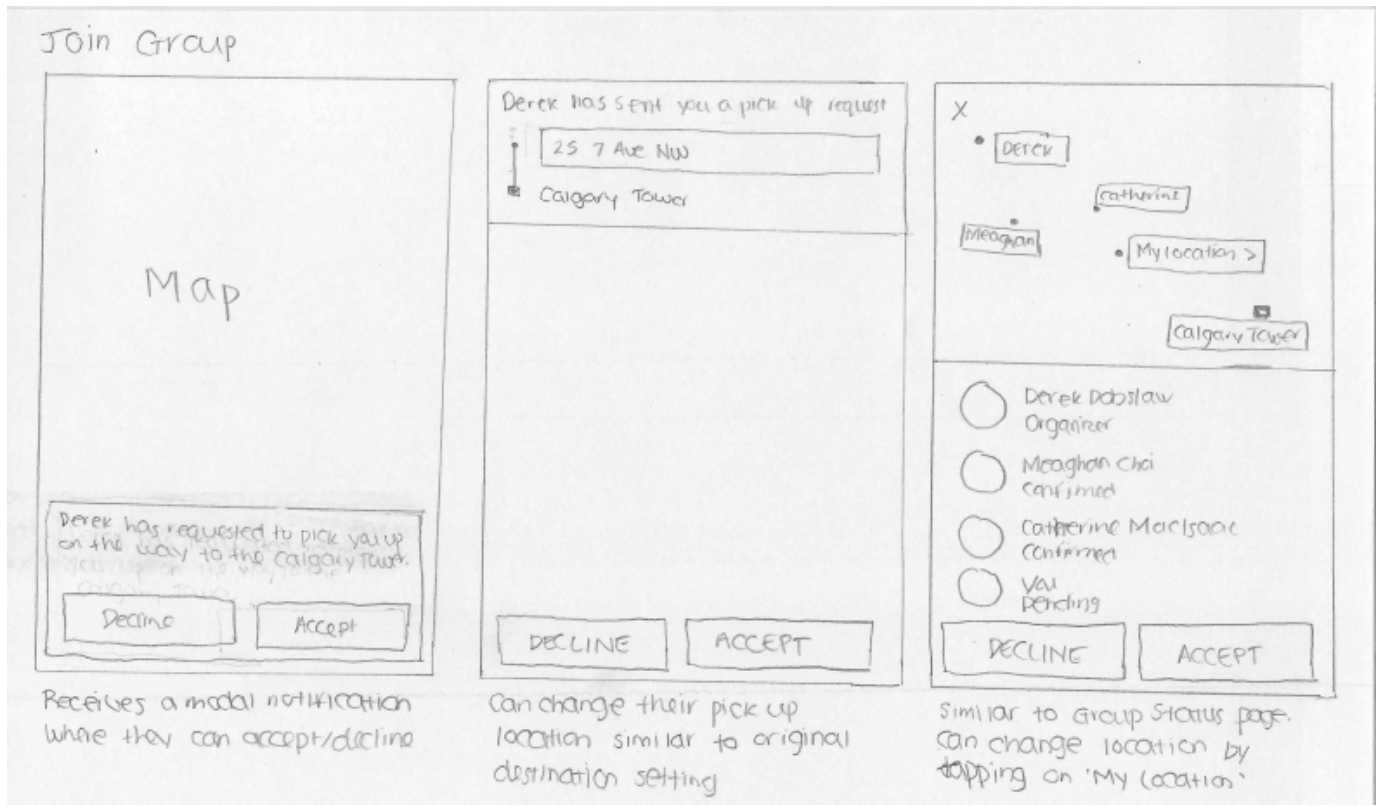 Join Group
Map
Derek has requested to pick you up
on the way to the Calgary Tower.
Decline
Accept
Receives a modal notification
where they can accept/decline
Derek has sent you a pick up request
25 7 Ave NW
Calgary Tower
DECLINE
ACCEPT
Can change their pick up
location similar to original
destination setting
X
Derek
Catherine
Meaghan
My location >
Calgary Tower
Derek Dobslaw
Organizer
Meaghan Choi
Confirmed
Catherine MacIsaac
Confirmed
You
Pending
DECLINE
ACCEPT
Similar to Group Status page.
Can change location by
tapping on 'My location'